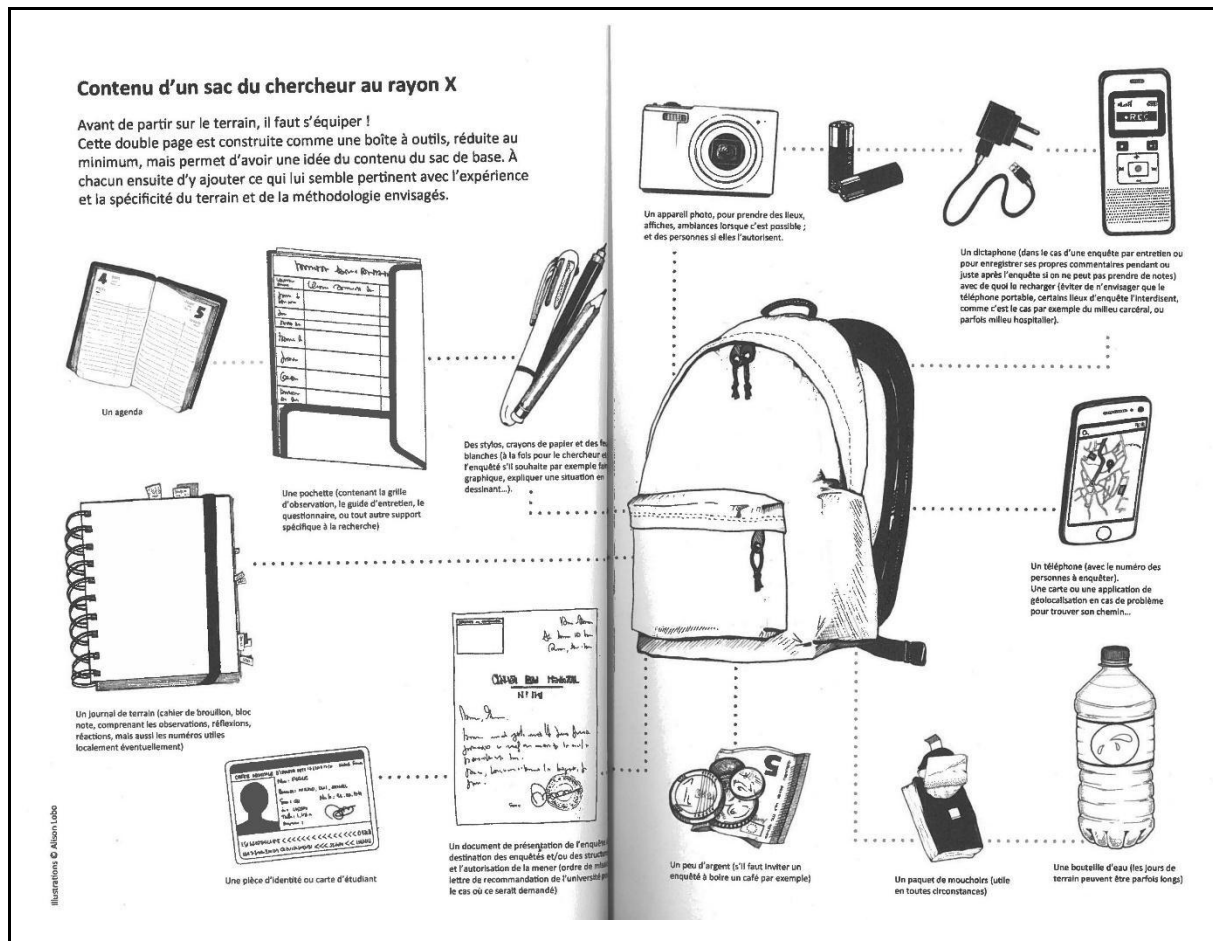 Contenu d'un sac du chercheur au rayon X
Avant de partir sur le terrain, il faut s'équiper !
Cette double page est construite comme une boîte à outils, réduite au
minimum, mais permet d'avoir une idée du contenu du sac de base. À
chacun ensuite d'y ajouter ce qui lui semble pertinent avec l'expérience
et la spécificité du terrain et de la méthodologie envisagés.
4
5
Un agenda
Une pochette (contenant la grille
d'observation, le guide d'entretien, le
questionnaire, ou tout autre support
spécifique à la recherche)
Des stylos, crayons de papier et des
blanches (à la fois pour le chercheur
l'enquêté s'il souhaite par exemple
graphique, expliquer une situation en
dessinant...).
Un journal de terrain (cahier de brouillon, bloc
note, comprenant les observations, réflexions,
réactions, mais aussi les numéros utiles
localement éventuellement)
Une pièce d'identité ou carte d'étudiant
Un document de présentation de l'enquête
destination des enquêtés et/ou des
et l'autorisation de la mener (ordre de
lettre de recommandation de l'université
le cas où ce serait demandé)
Illustrations © Alison Lobo
Un appareil photo, pour prendre des lieux,
affiches, ambiances lorsque c'est possible ;
et des personnes si elles l'autorisent.
REC
Un dictaphone (dans le cas d'une enquête par entretien ou
pour enregistrer ses propres commentaires pendant ou
juste après l'enquête si on ne peut pas prendre de notes)
avec de quoi le recharger (éviter de n'envisager que le
téléphone portable, certains lieux d'enquête l'interdisent,
comme c'est le cas par exemple du milieu carcéral, ou
parfois milieu hospitalier).
Un téléphone (avec le numéro des
personnes à enquêter).
Une carte ou une application de
géolocalisation en cas de problème
pour trouver son chemin...
5
Un peu d'argent (s'il faut inviter un
enquêté à boire un café par exemple)
Un paquet de mouchoirs (utile
en toutes circonstances)
Une bouteille d'eau (les jours de
terrain peuvent être parfois longs)